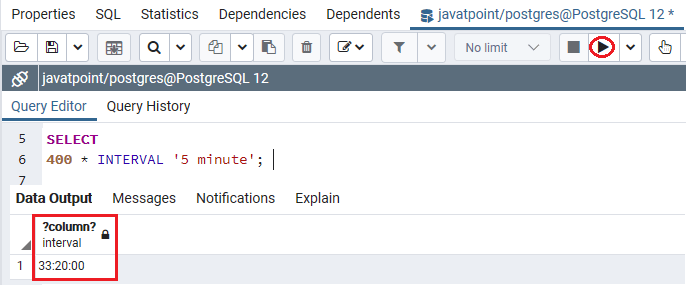 Properties SQL Statistics Dependencies Dependents javatpoint/postgres@PostgreSQL 12 *
No limit
javatpoint/postgres@PostgreSQL 12
Query Editor Query History
5 SELECT
6 400 * INTERVAL '5 minute';
7
Data Output Messages Notifications Explain
?column?
interval
1 33:20:00